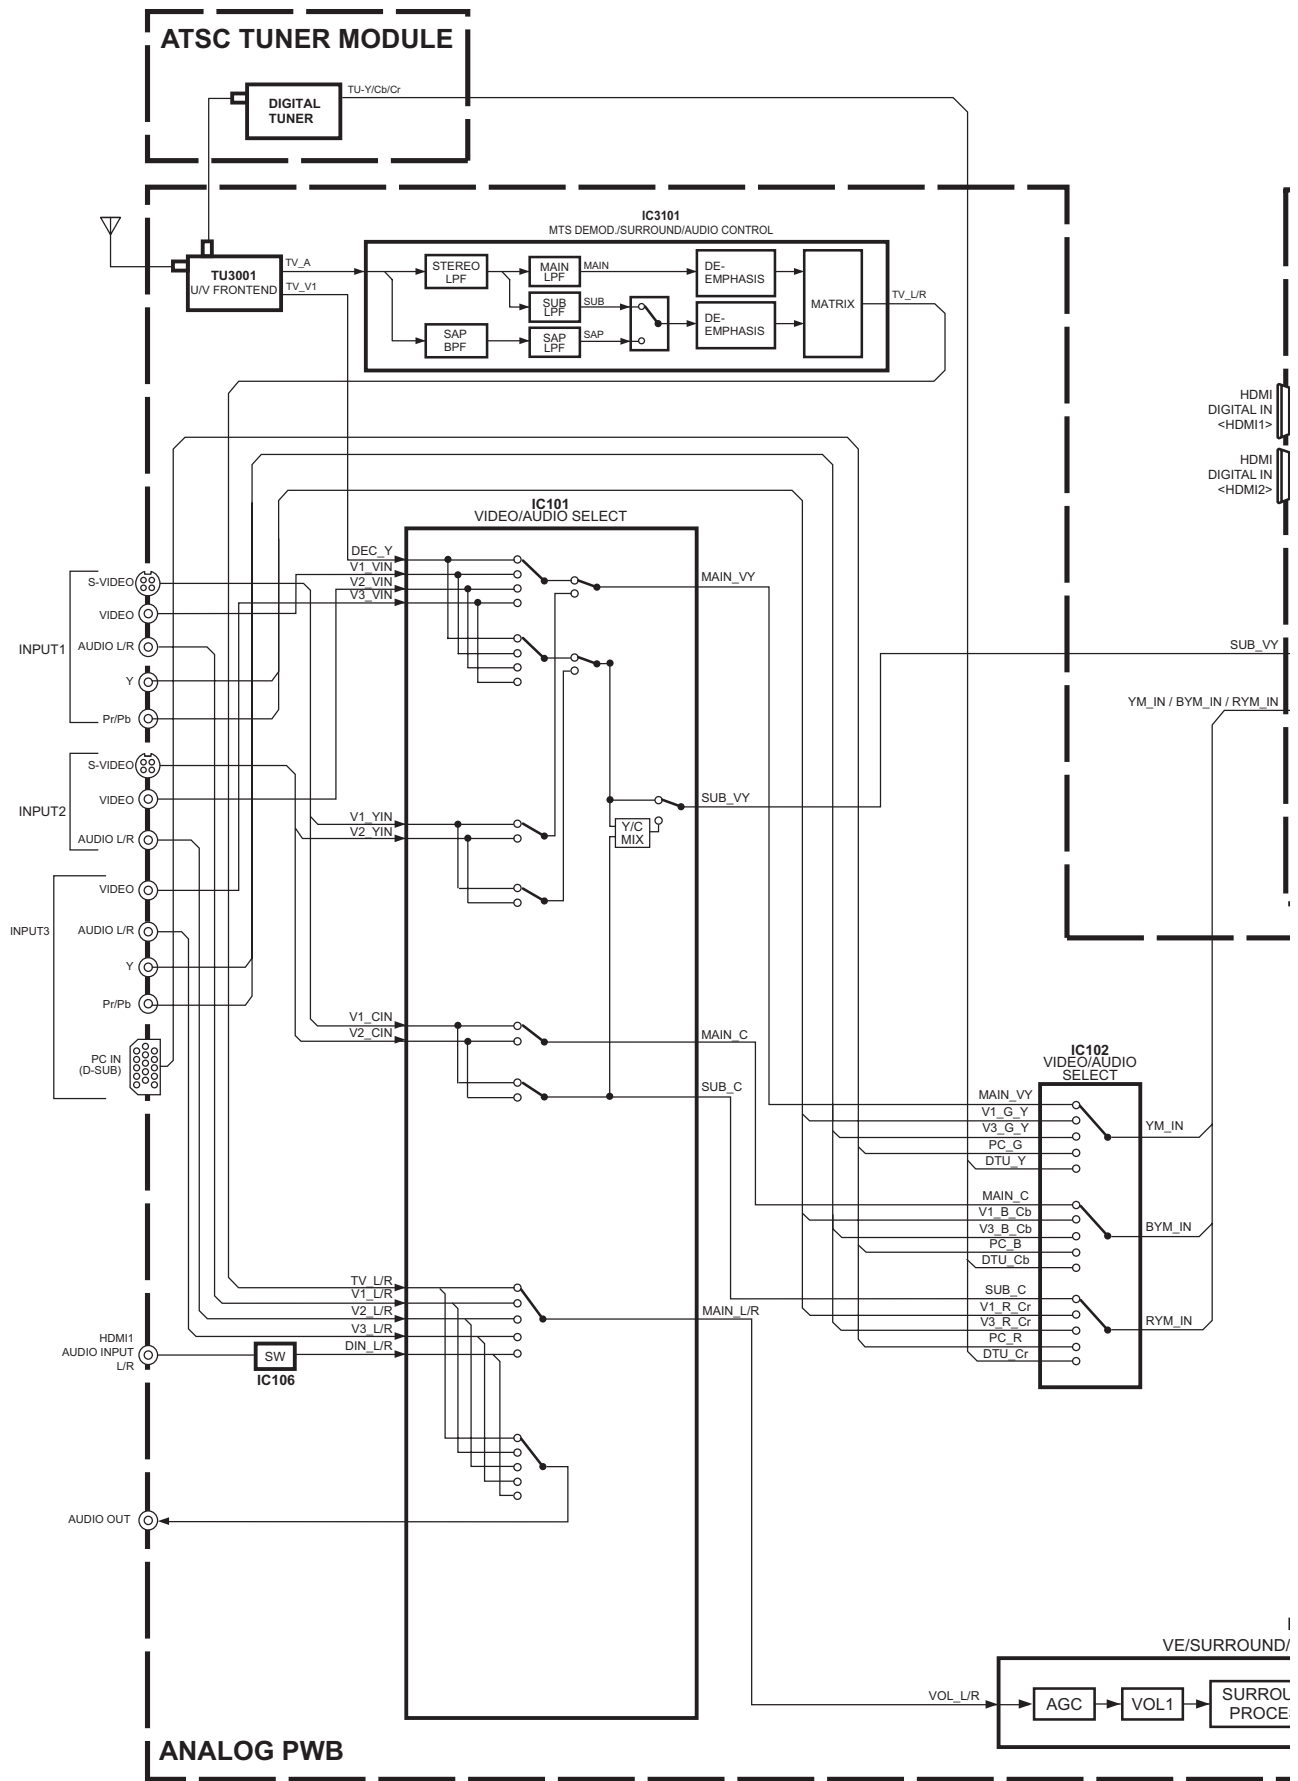 ATSC TUNER MODULE
DIGITAL
TUNER
TU-Y/Cb/Cr
IC3101
MTS DEMOD./SURROUND/AUDIO CONTROL
TU3001
U/V FRONTEND
TV_A
TV_V1
STEREO
LPF
MAIN
LPF
MAIN
DE-
EMPHASIS
SUB
LPF
SUB
DE-
EMPHASIS
SAP
BPF
SAP
LPF
SAP
MATRIX
TV_L/R
HDMI
DIGITAL IN
<HDMI1>
HDMI
DIGITAL IN
<HDMI2>
IC101
VIDEO/AUDIO SELECT
DEC_Y
V1_VIN
V2_VIN
V3_VIN
MAIN_VY
INPUT1
S-VIDEO
VIDEO
AUDIO L/R
Y
Pr/Pb
SUB_VY
YM_IN / BYM_IN / RYM_IN
INPUT2
S-VIDEO
VIDEO
AUDIO L/R
V1_YIN
V2_YIN
Y/C
MIX
SUB_VY
INPUT3
VIDEO
AUDIO L/R
Y
Pr/Pb
PC IN
(D-SUB)
V1_CIN
V2_CIN
MAIN_C
SUB_C
IC102
VIDEO/AUDIO
SELECT
MAIN_VY
V1_G_Y
V3_G_Y
PC_G
DTU_Y
YM_IN
MAIN_C
V1_B_Cb
V3_B_Cb
PC_B
DTU_Cb
BYM_IN
SUB_C
V1_R_Cr
V3_R_Cr
PC_R
DTU_Cr
RYM_IN
TV_L/R
V1_L/R
V2_L/R
V3_L/R
DIN_L/R
MAIN_L/R
HDMI1
AUDIO INPUT
L/R
SW
IC106
AUDIO OUT
VE/SURROUND/
VOL_L/R
AGC
VOL1
SURROU
PROCES
ANALOG PWB